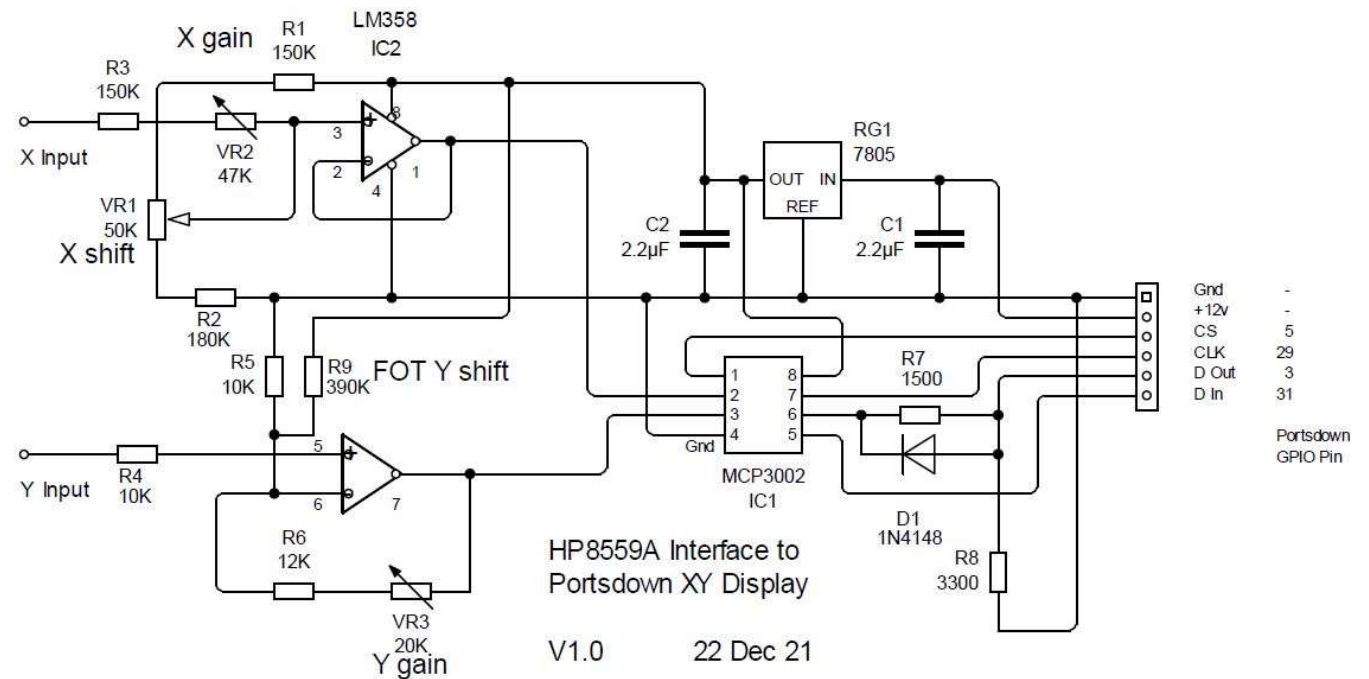 LM358
IC2
X gain
R1
150K
R3
150K
X Input
VR2
47K
3
2
8
4
1
VR1
50K
X shift
R2
180K
RG1
7805
OUT
IN
REF
C2
2.2µF
C1
2.2µF
Gnd -
+12v -
CS 5
CLK 29
D Out 3
D In 31
Portsdown
GPIO Pin
R5
10K
R9
390K
FOT Y shift
Y Input
R4
10K
5
6
7
R6
12K
VR3
20K
Y gain
1 8
2 7
3 6
4 5
Gnd
MCP3002
IC1
R7
1500
D1
1N4148
R8
3300
HP8559A Interface to
Portsdown XY Display
V1.0 22 Dec 21